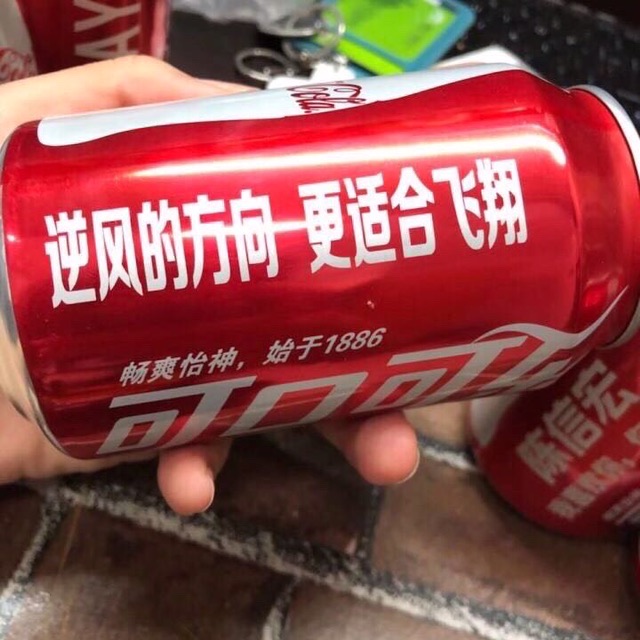 AY
Cola
逆风的方向 更适合飞翔
畅爽怡神，始于1886
可口可乐
陈信宏